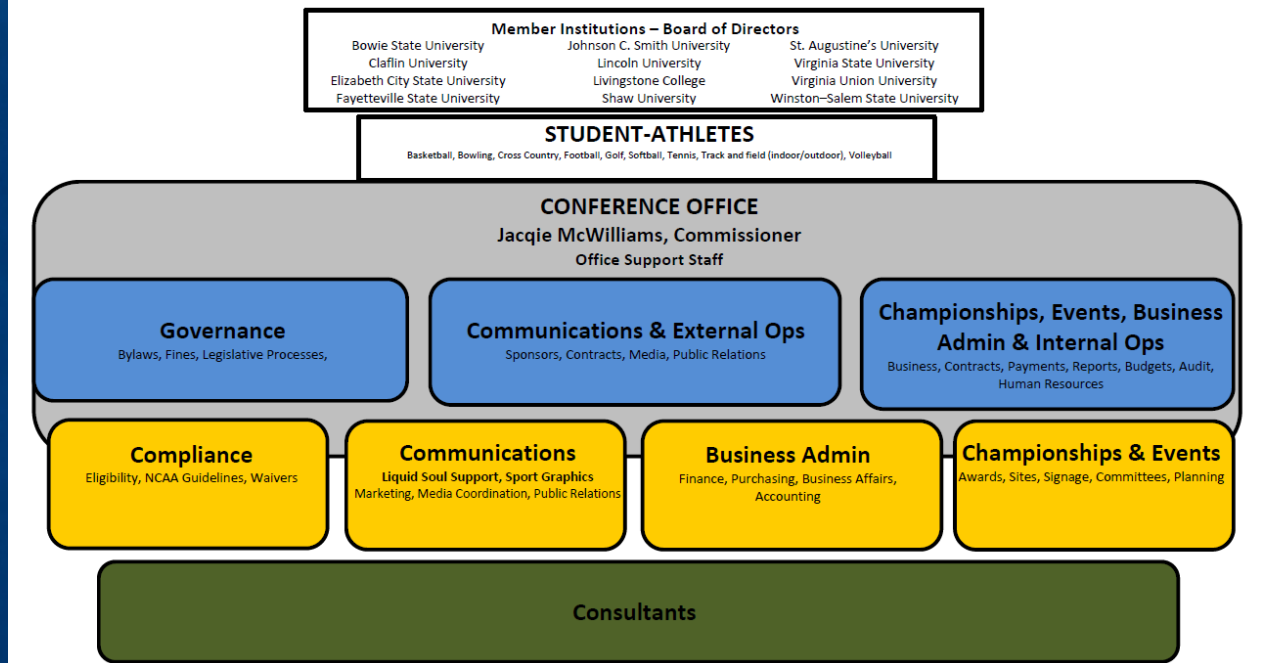 Member Institutions – Board of Directors
Bowie State University Johnson C. Smith University St. Augustine's University
Claflin University Lincoln University Virginia State University
Elizabeth City State University Livingstone College Virginia Union University
Fayetteville State University Shaw University Winston–Salem State University
STUDENT-ATHLETES
Basketball, Bowling, Cross Country, Football, Golf, Softball, Tennis, Track and field (indoor/outdoor), Volleyball
CONFERENCE OFFICE
Jacqie McWilliams, Commissioner
Office Support Staff
Governance
Bylaws, Fines, Legislative Processes,
Communications & External Ops
Sponsors, Contracts, Media, Public Relations
Championships, Events, Business
Admin & Internal Ops
Business, Contracts, Payments, Reports, Budgets, Audit,
Human Resources
Compliance
Eligibility, NCAA Guidelines, Waivers
Communications
Liquid Soul Support, Sport Graphics
Marketing, Media Coordination, Public Relations
Business Admin
Finance, Purchasing, Business Affairs,
Accounting
Championships & Events
Awards, Sites, Signage, Committees, Planning
Consultants